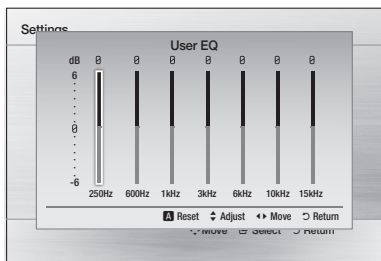 Settings
User EQ
dB 0 0 0 0 0 0 0
6
0
-6
250Hz 600Hz 1kHz 3kHz 6kHz 10kHz 15kHz
A Reset Adjust Move Return
Move Select Return